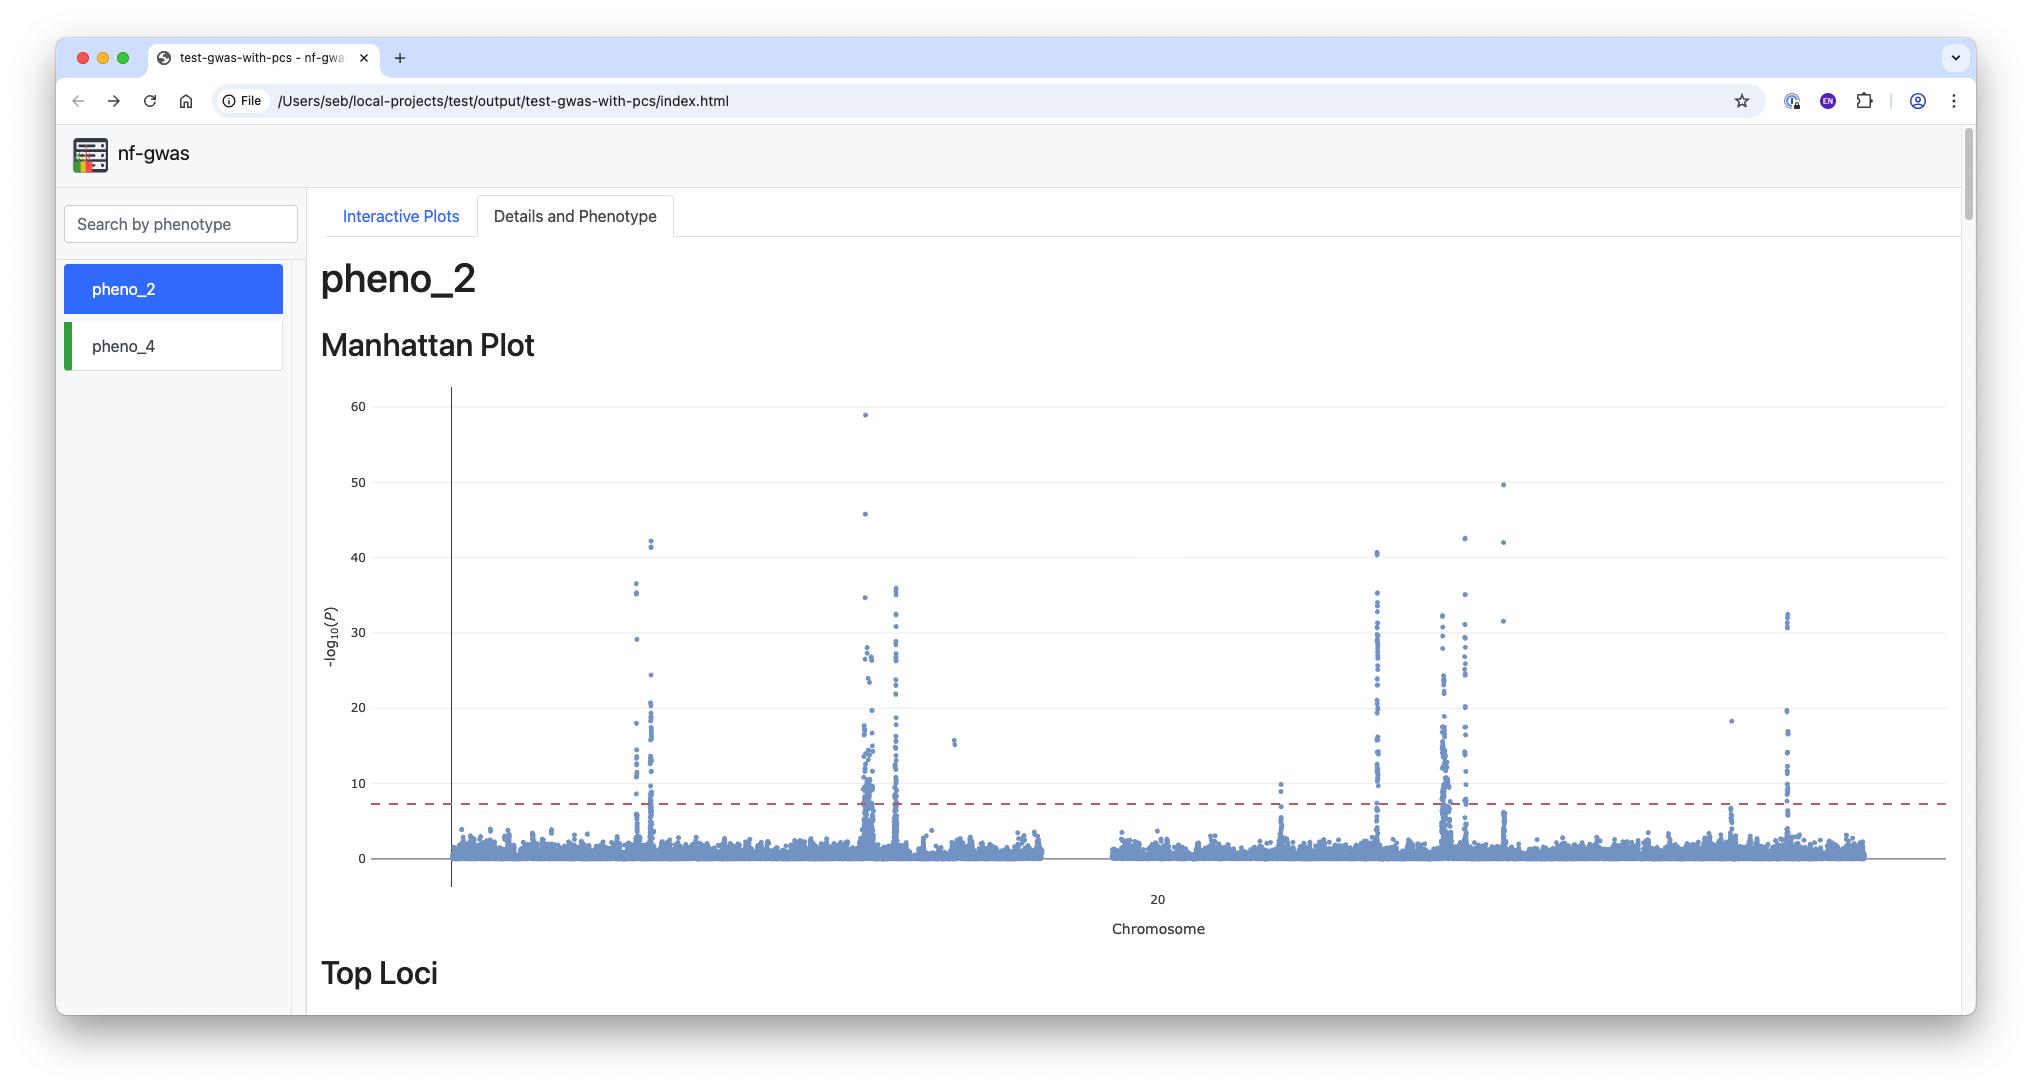 test-gwas-with-pcs - nf-gwa
File
/Users/seb/local-projects/test/output/test-gwas-with-pcs/index.html
EN
nf-gwas
Search by phenotype
pheno_2
pheno_4
Interactive Plots
Details and Phenotype
pheno_2
Manhattan Plot
60
50
40
30
20
10
0
-log10(P)
20
Chromosome
Top Loci